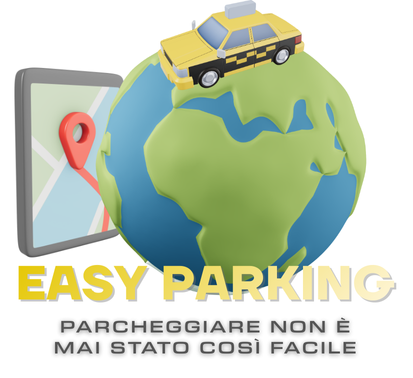 EASY PARKING
PARCHEGGIARE NON È
MAI STATO COSÌ FACILE